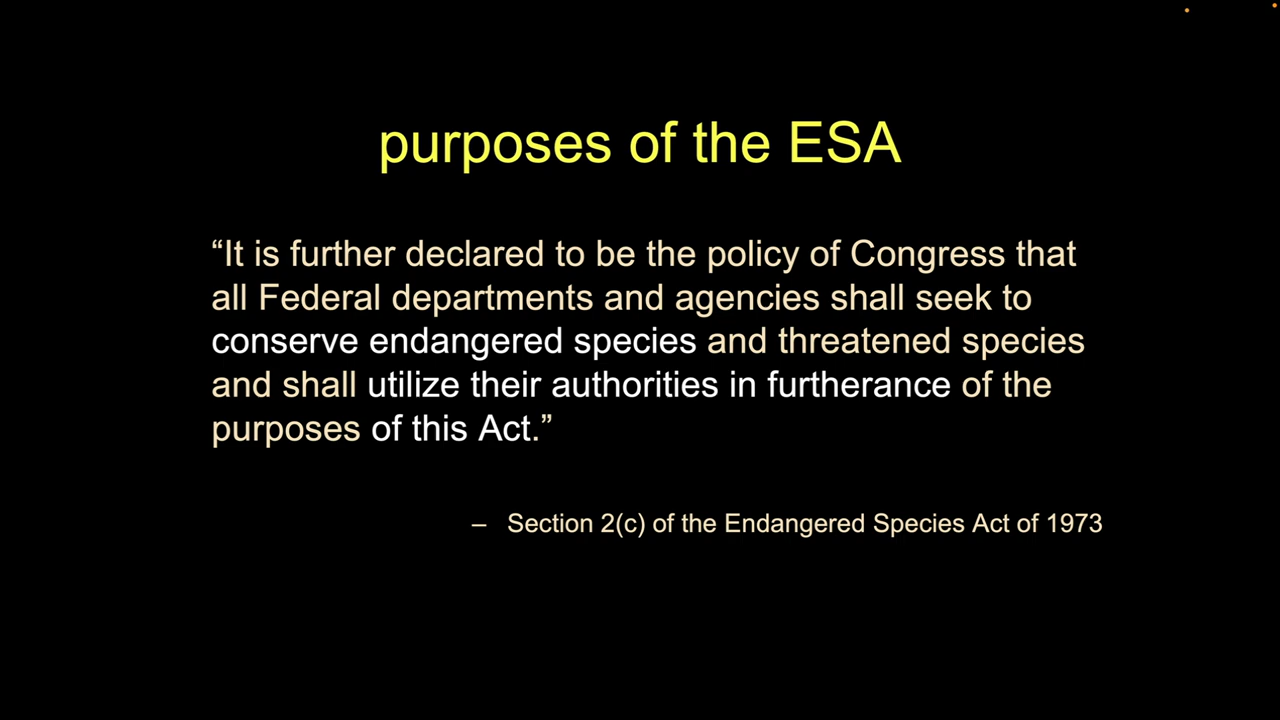 purposes of the ESA
“It is further declared to be the policy of Congress that
all Federal departments and agencies shall seek to
conserve endangered species and threatened species
and shall utilize their authorities in furtherance of the
purposes of this Act.”
– Section 2(c) of the Endangered Species Act of 1973